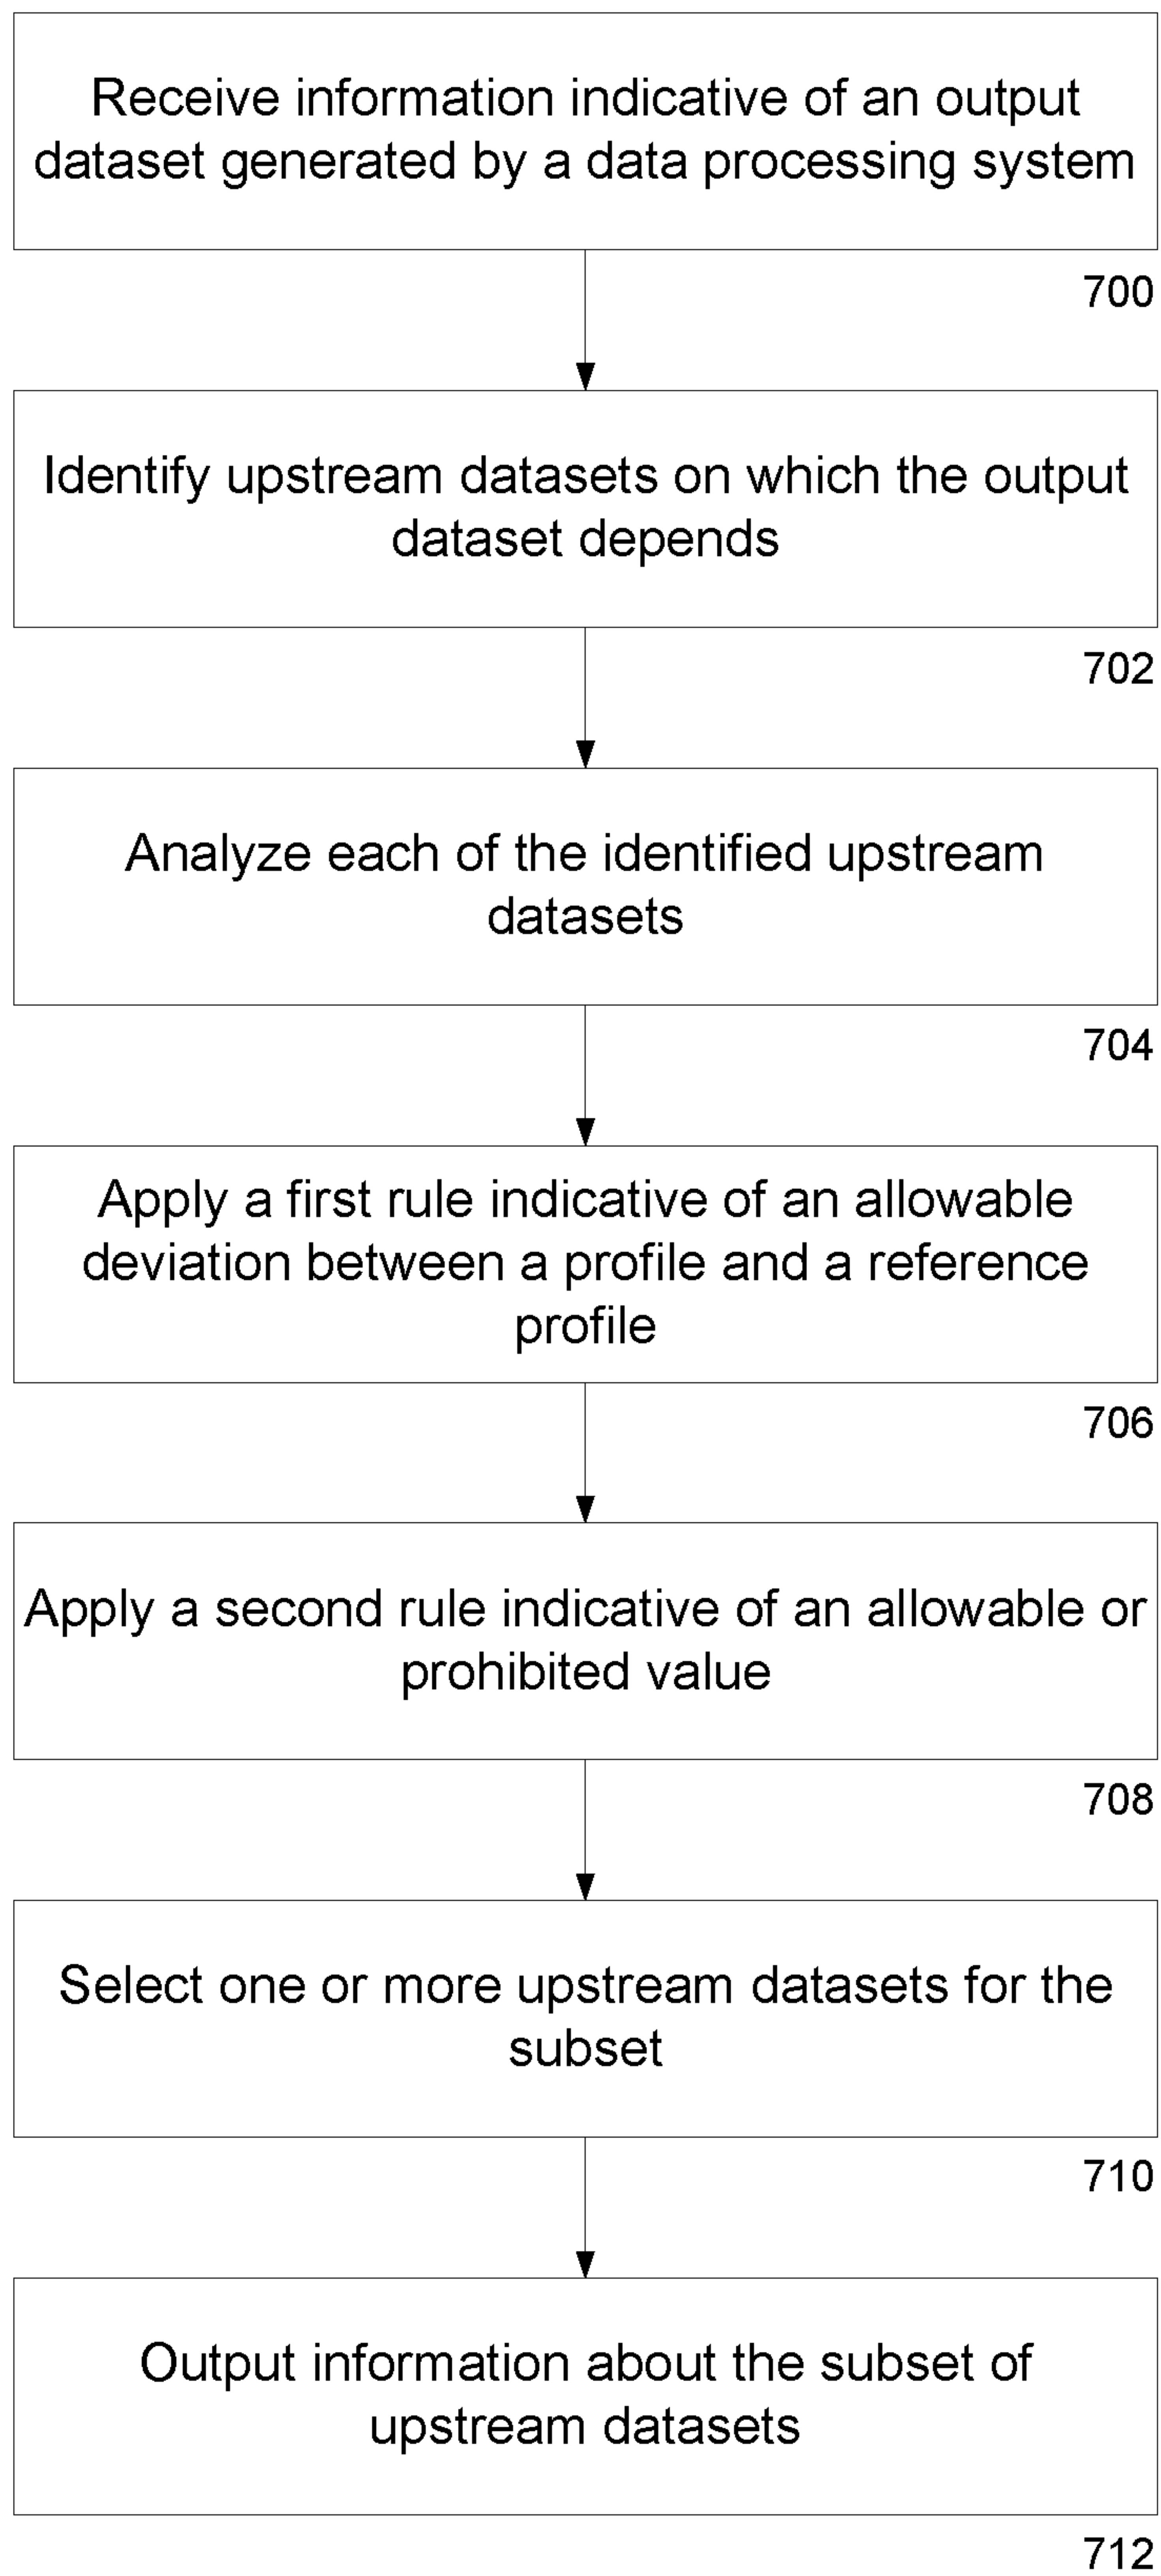 Receive information indicative of an output
dataset generated by a data processing system
700
Identify upstream datasets on which the output
dataset depends
702
Analyze each of the identified upstream
datasets
704
Apply a first rule indicative of an allowable
deviation between a profile and a reference
profile
706
Apply a second rule indicative of an allowable or
prohibited value
708
Select one or more upstream datasets for the
subset
710
Output information about the subset of
upstream datasets
712